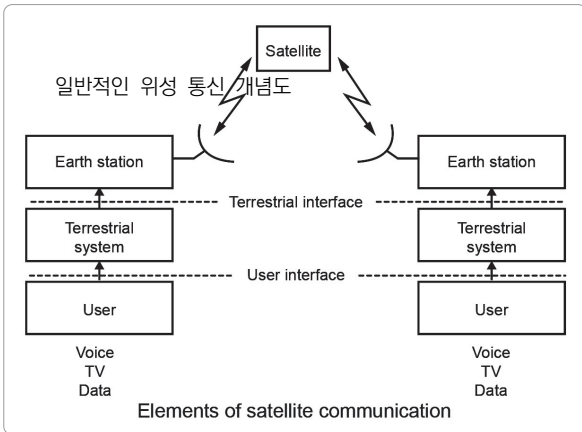 Satellite
일반적인 위성 통신 개념도
Earth station
Earth station
Terrestrial interface
Terrestrial
system
Terrestrial
system
User interface
User
User
Voice
TV
Data
Voice
TV
Data
Elements of satellite communication